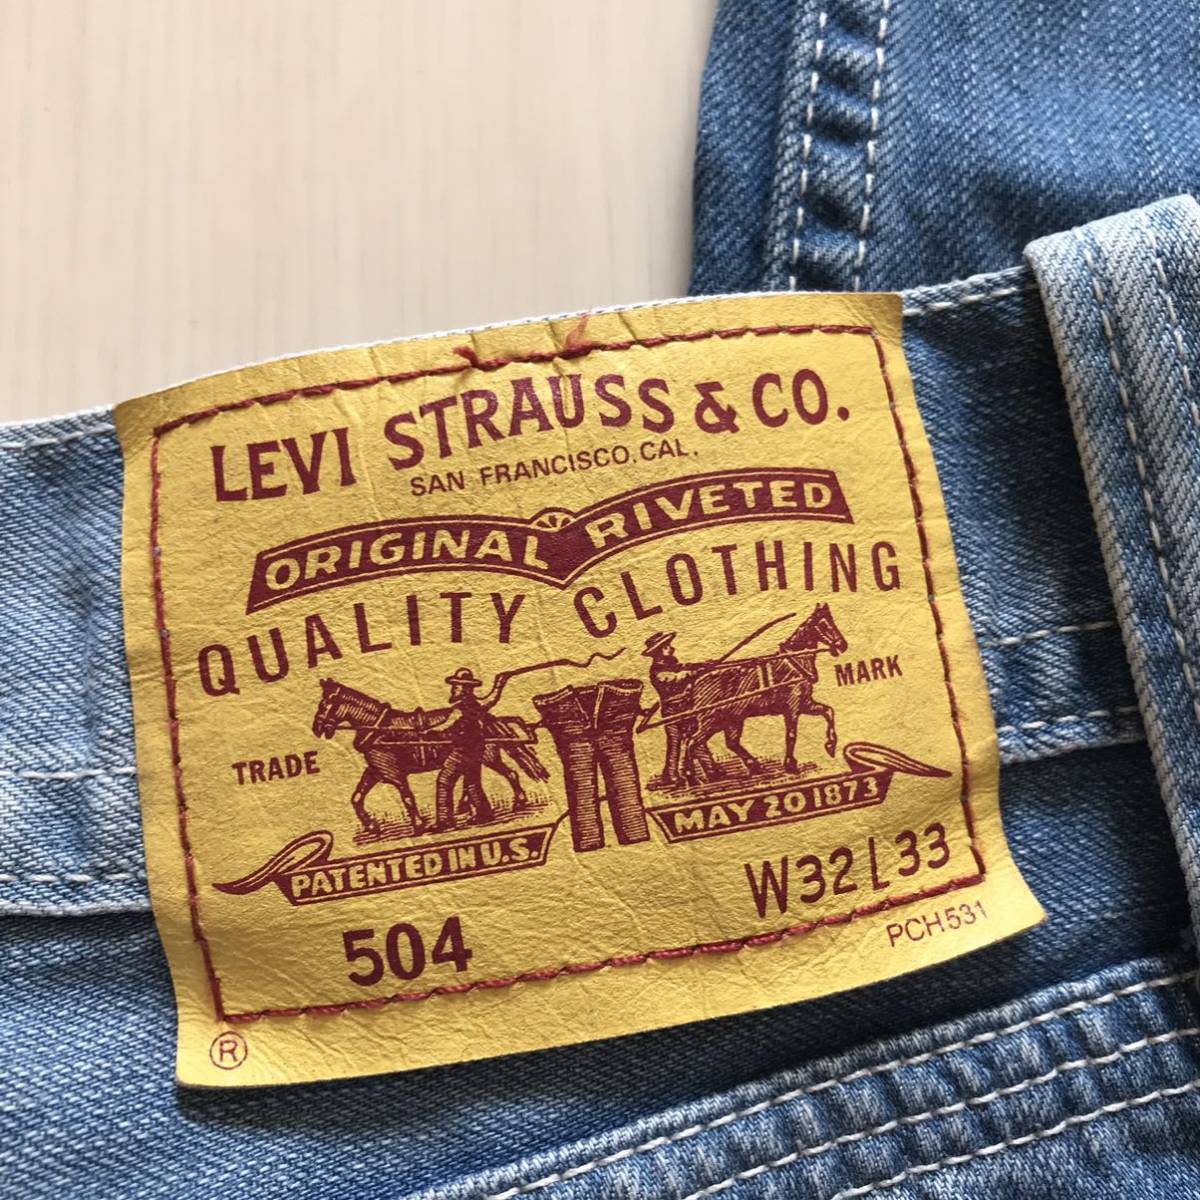 LEVI STRAUSS & CO.
SAN FRANCISCO, CAL.
ORIGINAL RIVETED
QUALITY CLOTHING
TRADE MARK
PATENTED IN U.S. MAY 20 1873
504 W32 L33
PCH531
®